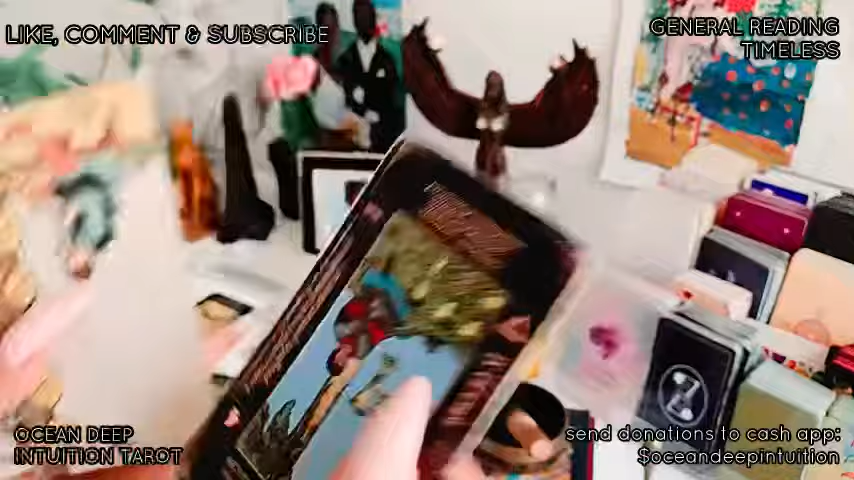 LIKE, COMMENT & SUBSCRIBE
GENERAL READING
TIMELESS
OCEAN DEEP
INTUITION TAROT
send donations to cash app:
$oceandeepintuition